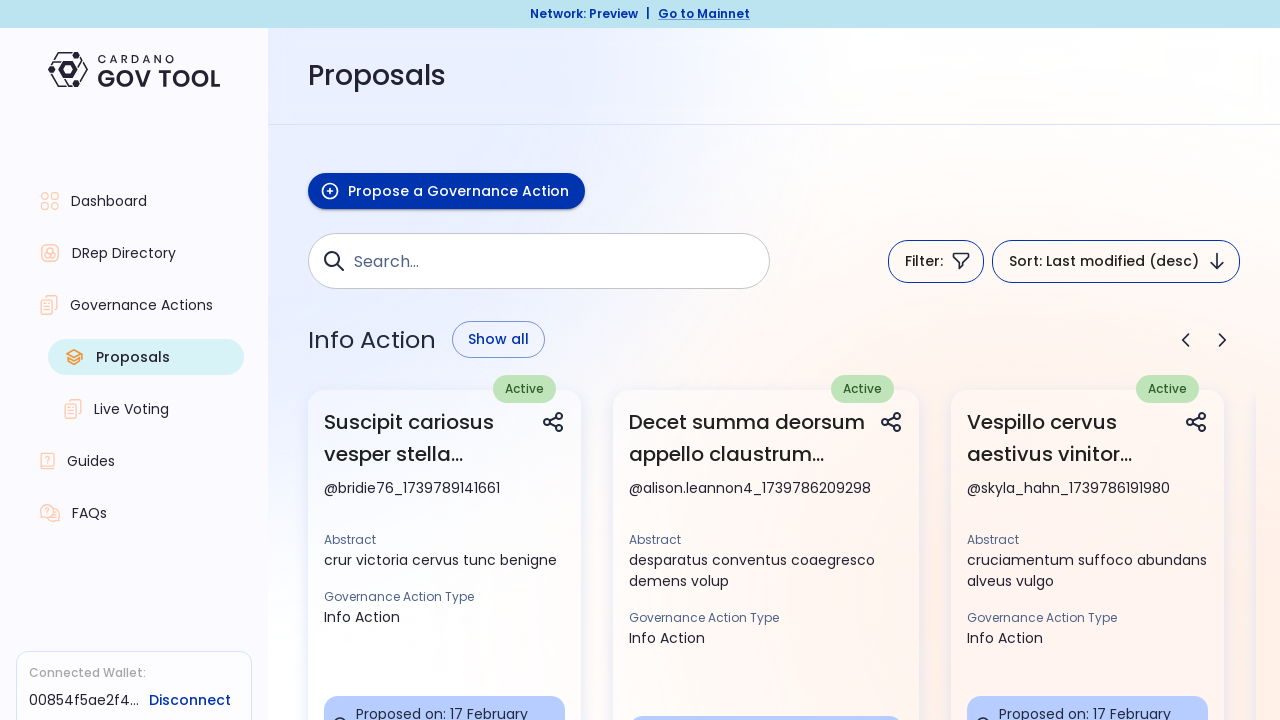 Network: Preview | Go to Mainnet
CARDANO
GOV TOOL
Proposals
Dashboard
DRep Directory
Governance Actions
Proposals
Live Voting
Guides
FAQs
Connected Wallet:
00854f5ae2f4... Disconnect
Propose a Governance Action
Search...
Filter:
Sort: Last modified (desc)
Info Action
Show all
Active
Suscipit cariosus
vesper stella...
@bridie76_1739789141661
Abstract
crur victoria cervus tunc benigne
Governance Action Type
Info Action
Proposed on: 17 February
Active
Decet summa deorsum
appello claustrum...
@alison.leannon4_1739786209298
Abstract
desparatus conventus coaegresco
demens volup
Governance Action Type
Info Action
Active
Vespillo cervus
aestivus vinitor...
@skyla_hahn_1739786191980
Abstract
cruciamentum suffoco abundans
alveus vulgo
Governance Action Type
Info Action
Proposed on: 17 February